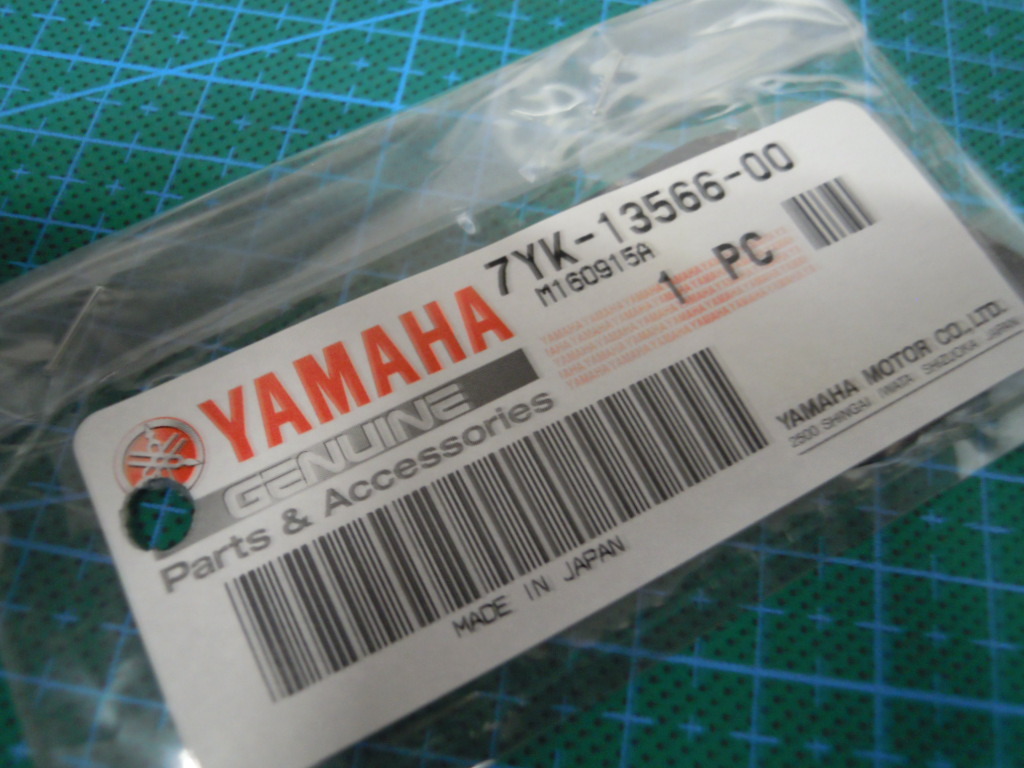 7YK-13566-00
M160915A
1 PC
YAMAHA
GENUINE
Parts & Accessories
MADE IN JAPAN
YAMAHA MOTOR CO., LTD.
2500 SHINGAI IWATA SHIZUOKA JAPAN